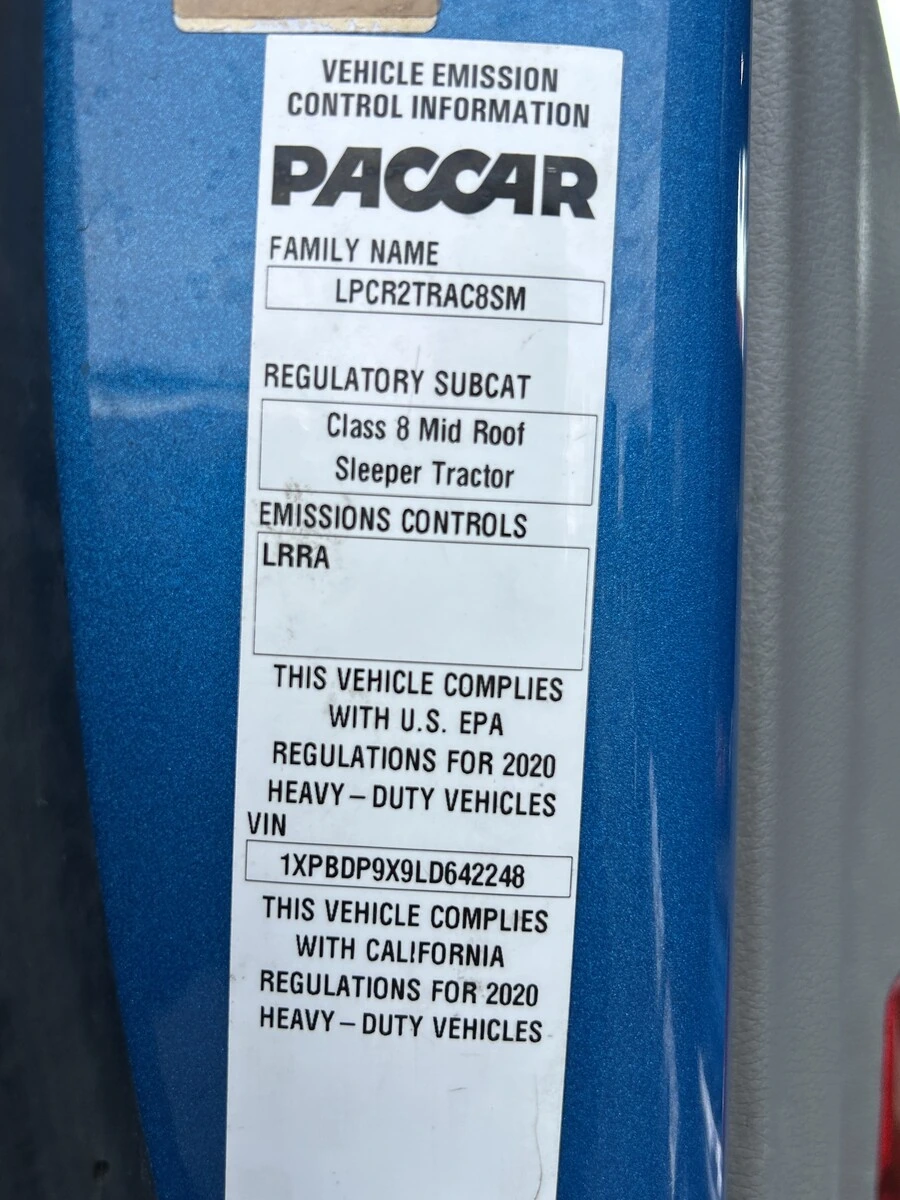 VEHICLE EMISSION
CONTROL INFORMATION
PACCAR
FAMILY NAME
LPCR2TRAC8SM
REGULATORY SUBCAT
Class 8 Mid Roof
Sleeper Tractor
EMISSIONS CONTROLS
LRRA
THIS VEHICLE COMPLIES
WITH U.S. EPA
REGULATIONS FOR 2020
HEAVY–DUTY VEHICLES
VIN
1XPBDP9X9LD642248
THIS VEHICLE COMPLIES
WITH CALIFORNIA
REGULATIONS FOR 2020
HEAVY–DUTY VEHICLES